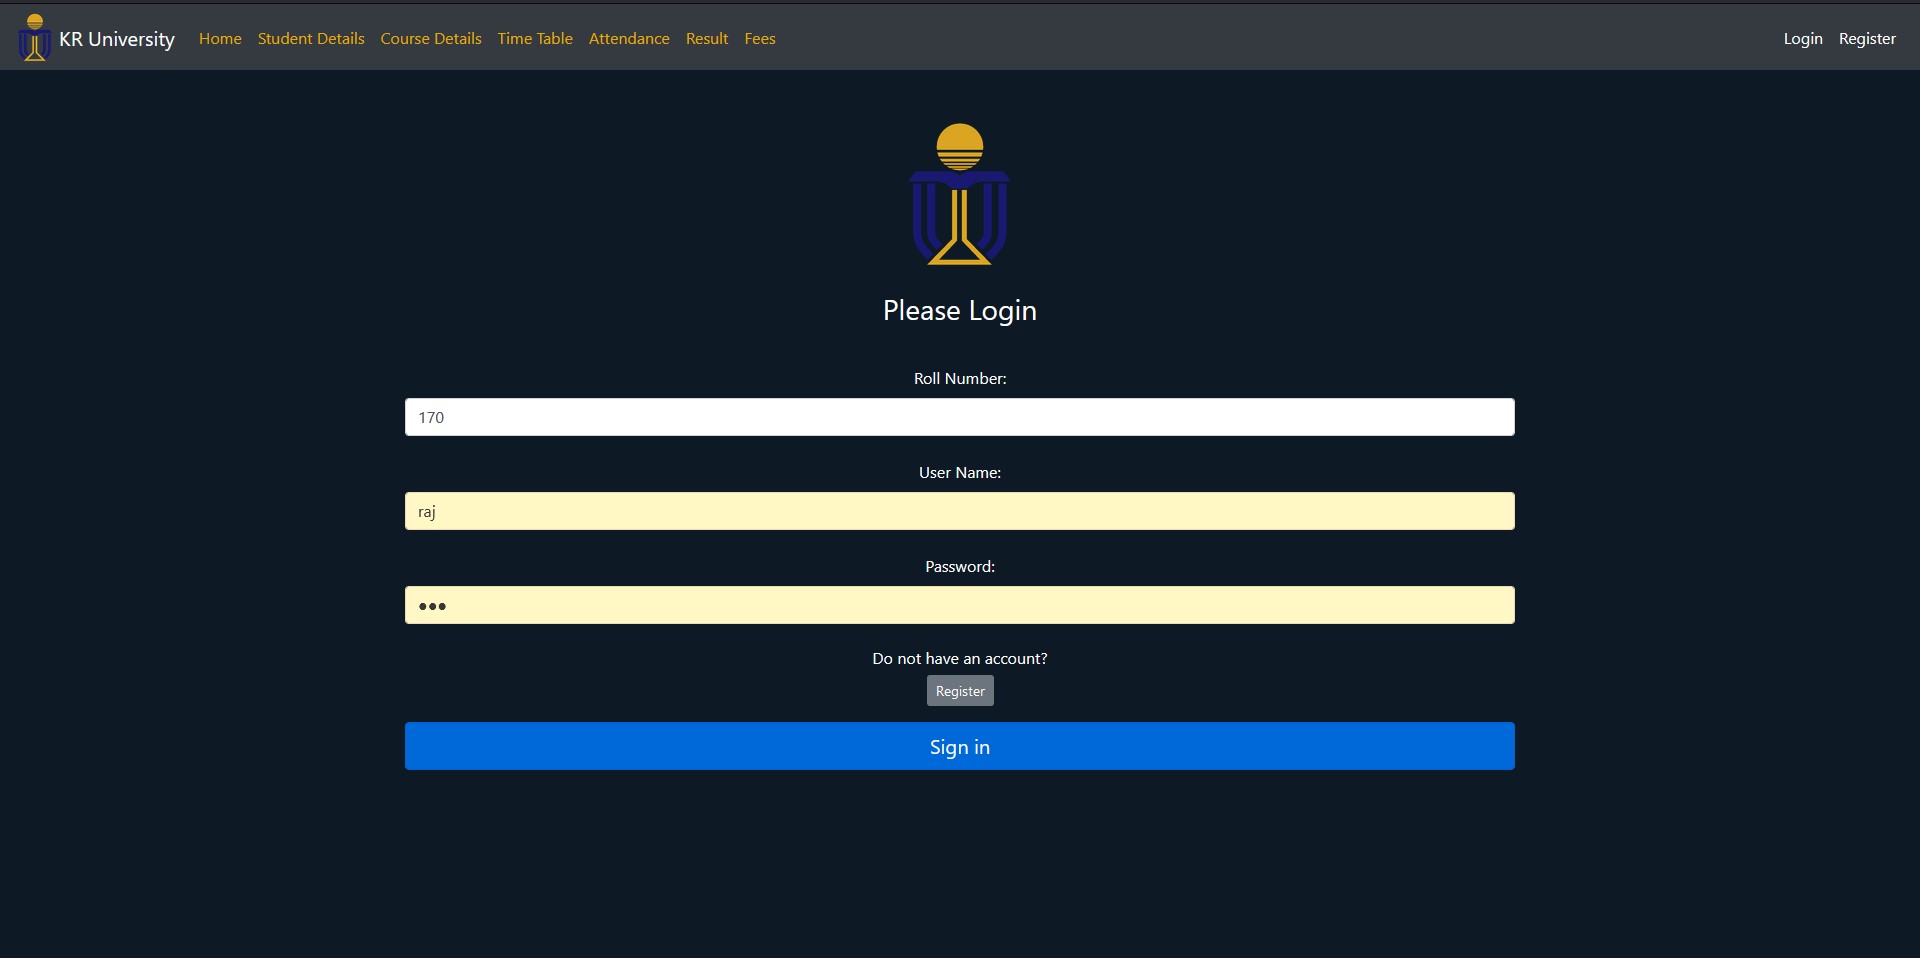 KR University Home Student Details Course Details Time Table Attendance Result Fees Login Register
Please Login
Roll Number:
170
User Name:
raj
Password:
●●●
Do not have an account?
Register
Sign in